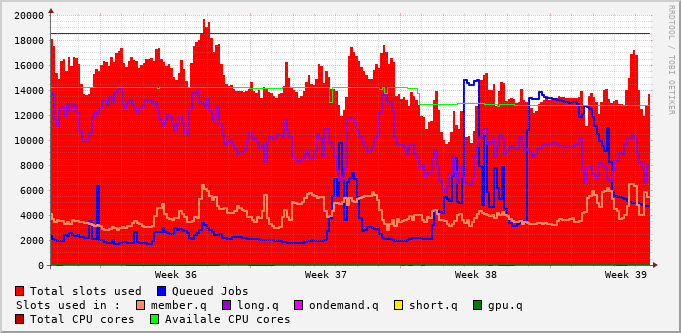 20000
18000
16000
14000
12000
10000
8000
6000
4000
2000
0
Week 36 Week 37 Week 38 Week 39
RRDTOOL / TOBI OETIKER
Total slots used Queued Jobs
Slots used in : member.q long.q ondemand.q short.q gpu.q
Total CPU cores Availale CPU cores